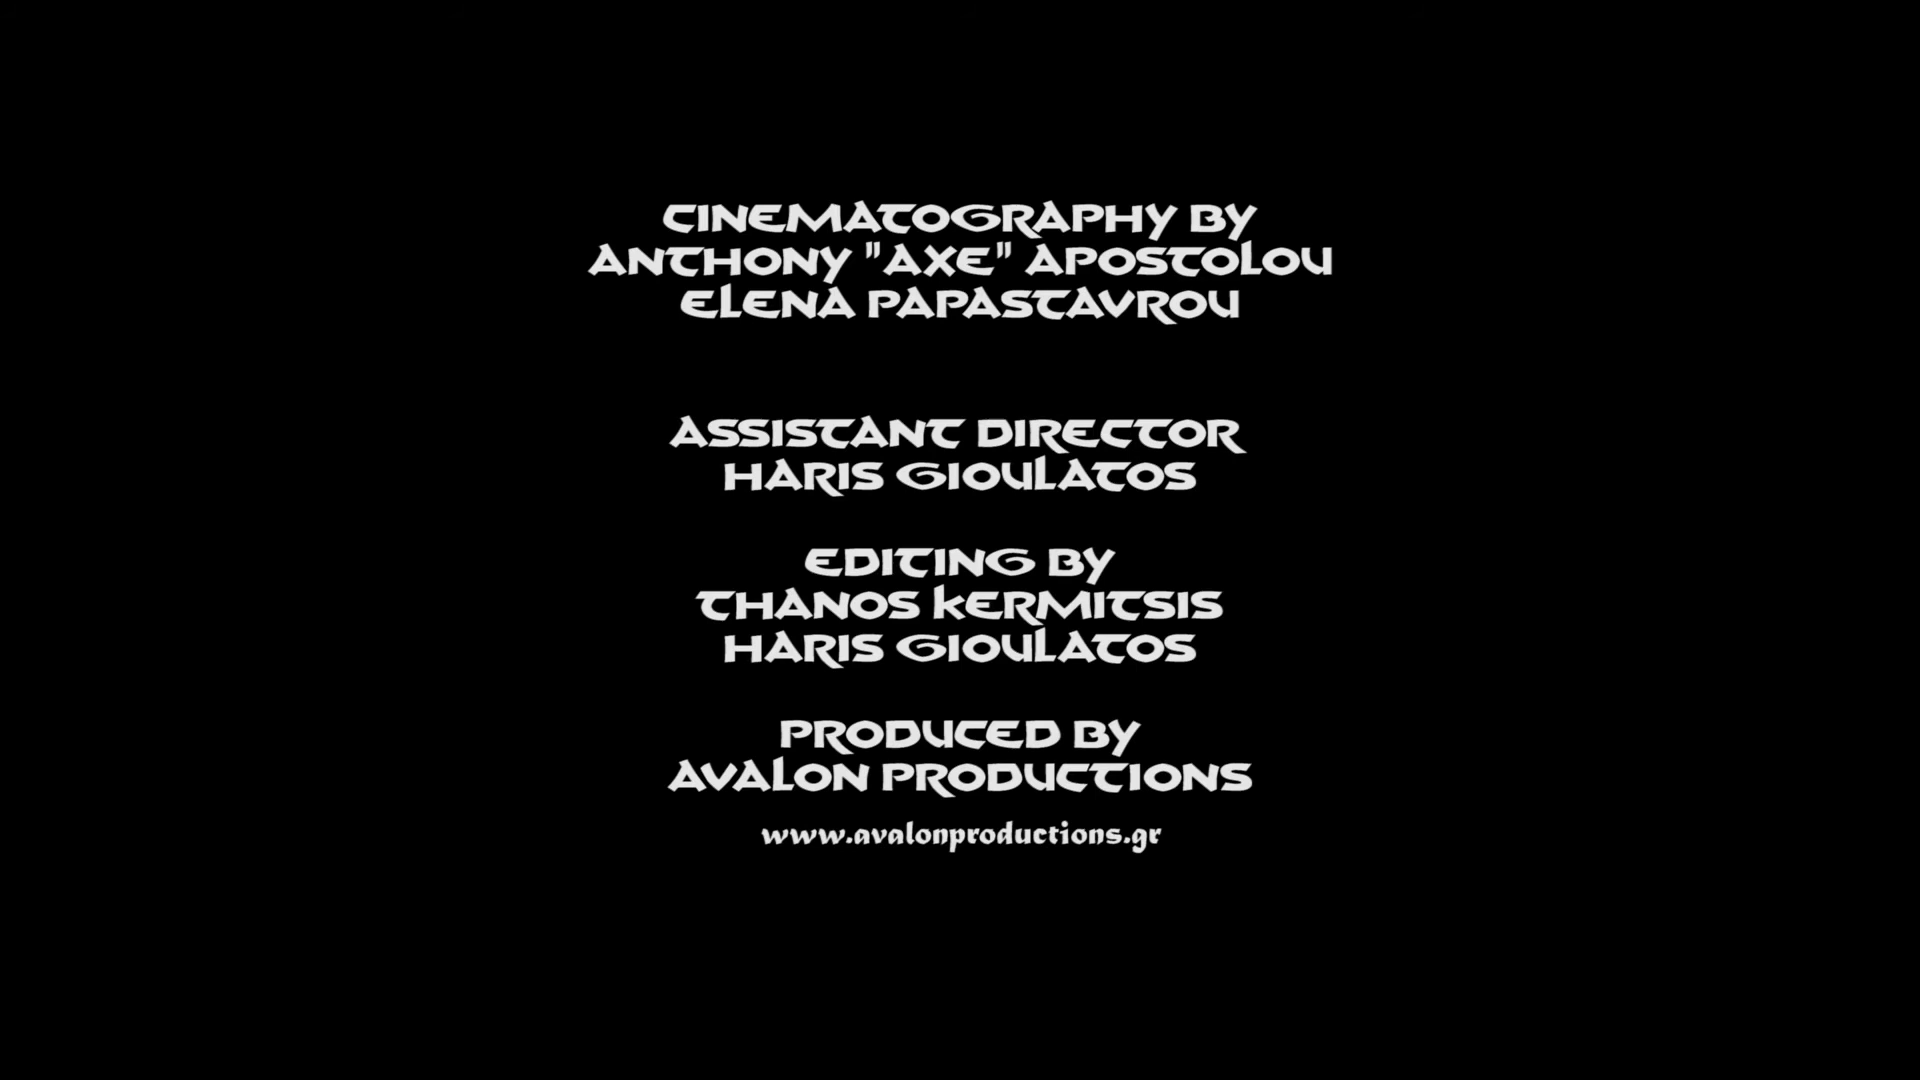 CINEMATOGRAPHY BY
ANTHONY "AXE" APOSTOLOU
ELENA PAPASTAVROU
ASSISTANT DIRECTOR
HARIS GIOULATOS
EDITING BY
THANOS KERMITSIS
HARIS GIOULATOS
PRODUCED BY
AVALON PRODUCTIONS
www.avalonproductions.gr